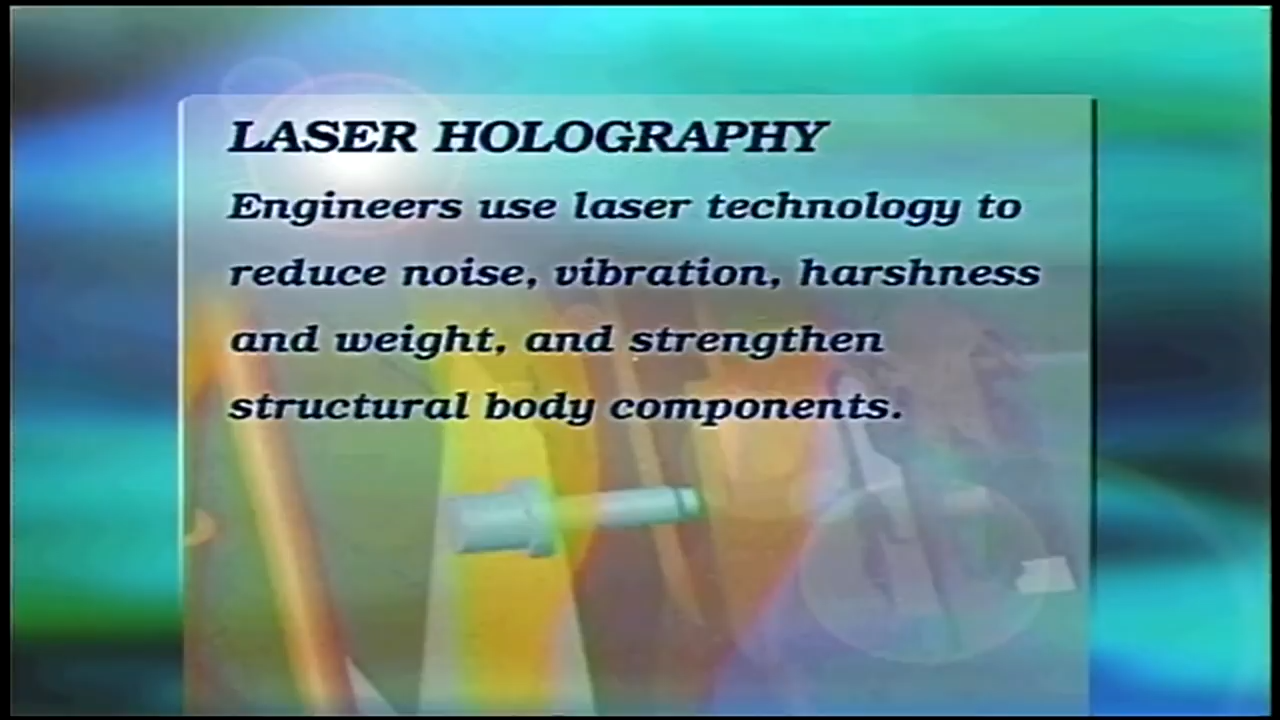 LASER HOLOGRAPHY
Engineers use laser technology to
reduce noise, vibration, harshness
and weight, and strengthen
structural body components.